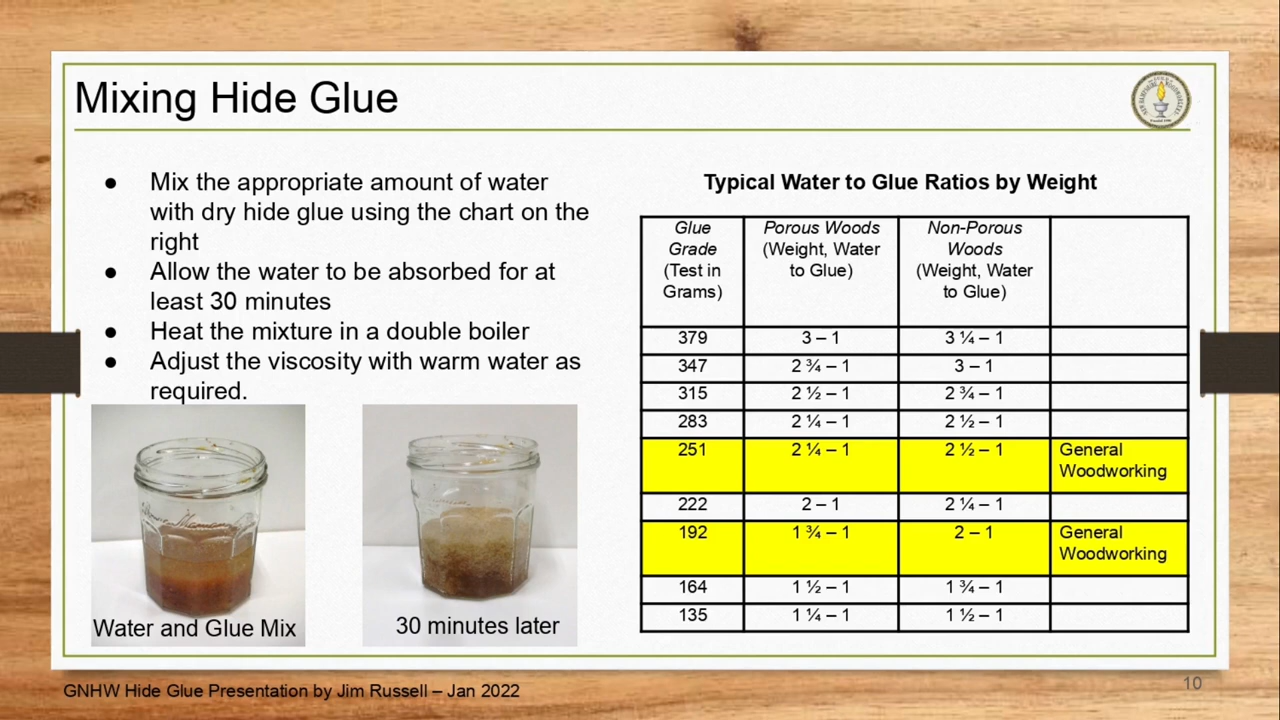 Mixing Hide Glue
● Mix the appropriate amount of water
with dry hide glue using the chart on the
right
● Allow the water to be absorbed for at
least 30 minutes
● Heat the mixture in a double boiler
● Adjust the viscosity with warm water as
required.
Water and Glue Mix
30 minutes later
Typical Water to Glue Ratios by Weight
Glue Grade (Test in Grams) Porous Woods (Weight, Water to Glue) Non-Porous Woods (Weight, Water to Glue)
379 3 – 1 3 ¼ – 1
347 2 ¾ – 1 3 – 1
315 2 ½ – 1 2 ¾ – 1
283 2 ¼ – 1 2 ½ – 1
251 2 ¼ – 1 2 ½ – 1 General Woodworking
222 2 – 1 2 ¼ – 1
192 1 ¾ – 1 2 – 1 General Woodworking
164 1 ½ – 1 1 ¾ – 1
135 1 ¼ – 1 1 ½ – 1
GNHW Hide Glue Presentation by Jim Russell – Jan 2022
10